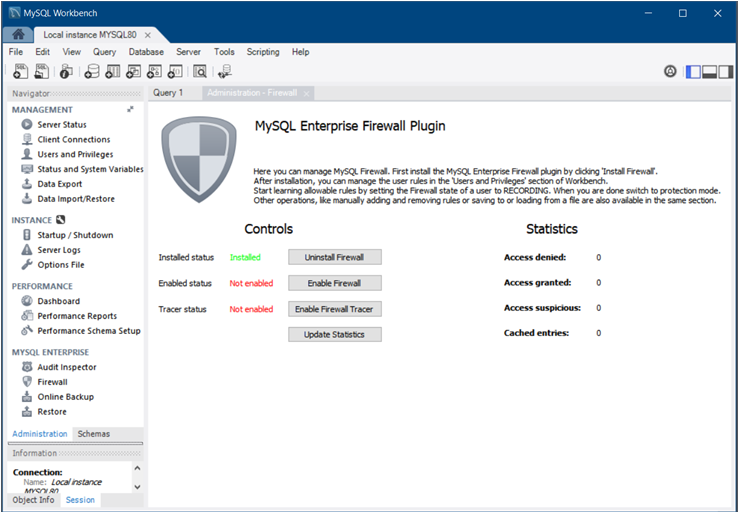 MySQL Workbench
Local instance MYSQL80
File Edit View Query Database Server Tools Scripting Help
Navigator
Query 1
Administration - Firewall
MANAGEMENT
Server Status
Client Connections
Users and Privileges
Status and System Variables
Data Export
Data Import/Restore
INSTANCE
Startup / Shutdown
Server Logs
Options File
PERFORMANCE
Dashboard
Performance Reports
Performance Schema Setup
MYSQL ENTERPRISE
Audit Inspector
Firewall
Online Backup
Restore
Administration Schemas
Information
Connection:
Name: Local instance
MYSQL80
Object Info Session
MySQL Enterprise Firewall Plugin
Here you can manage MySQL Firewall. First install the MySQL Enterprise Firewall plugin by clicking 'Install Firewall'.
After installation, you can manage the user rules in the 'Users and Privileges' section of Workbench.
Start learning allowable rules by setting the Firewall state of a user to RECORDING. When you are done switch to protection mode.
Other operations, like manually adding and removing rules or saving to or loading from a file are also available in the same section.
Controls
Installed status Installed Uninstall Firewall
Enabled status Not enabled Enable Firewall
Tracer status Not enabled Enable Firewall Tracer
Update Statistics
Statistics
Access denied: 0
Access granted: 0
Access suspicious: 0
Cached entries: 0